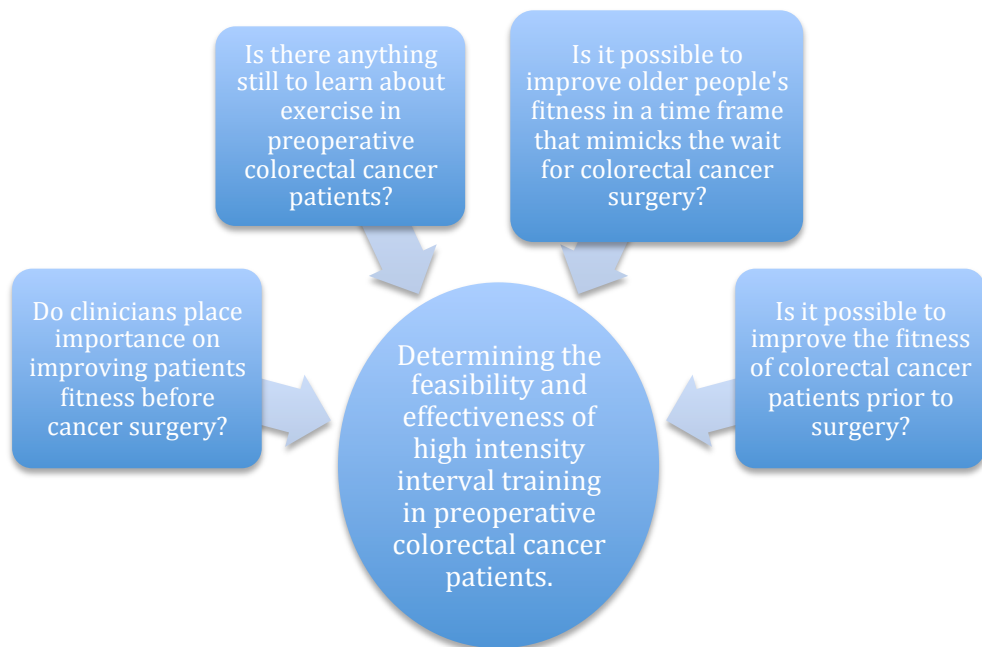 Is there anything
still to learn about
exercise in
preoperative
colorectal cancer
patients?
Is it possible to
improve older people's
fitness in a time frame
that mimicks the wait
for colorectal cancer
surgery?
Do clinicians place
importance on
improving patients
fitness before
cancer surgery?
Determining the
feasibility and
effectiveness of
high intensity
interval training
in preoperative
colorectal cancer
patients.
Is it possible to
improve the fitness
of colorectal cancer
patients prior to
surgery?